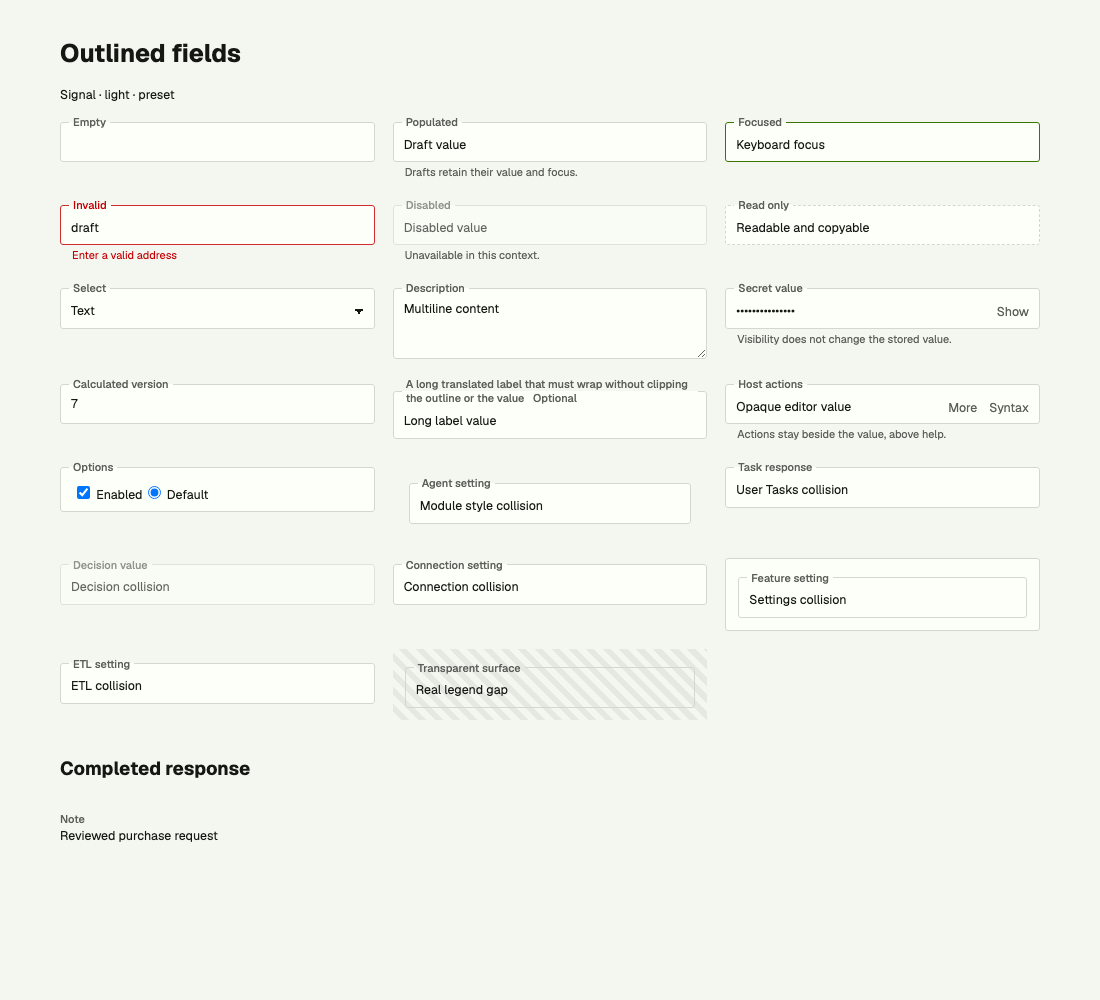 Outlined fields
Signal · light · preset
Empty
Populated
Draft value
Drafts retain their value and focus.
Focused
Keyboard focus
Invalid
draft
Enter a valid address
Disabled
Disabled value
Unavailable in this context.
Read only
Readable and copyable
Select
Text
Description
Multiline content
Secret value
••••••••••••••• Show
Visibility does not change the stored value.
Calculated version
7
A long translated label that must wrap without clipping
the outline or the value Optional
Long label value
Host actions
Opaque editor value More Syntax
Actions stay beside the value, above help.
Options
Enabled Default
Agent setting
Module style collision
Task response
User Tasks collision
Decision value
Decision collision
Connection setting
Connection collision
Feature setting
Settings collision
ETL setting
ETL collision
Transparent surface
Real legend gap
Completed response
Note
Reviewed purchase request